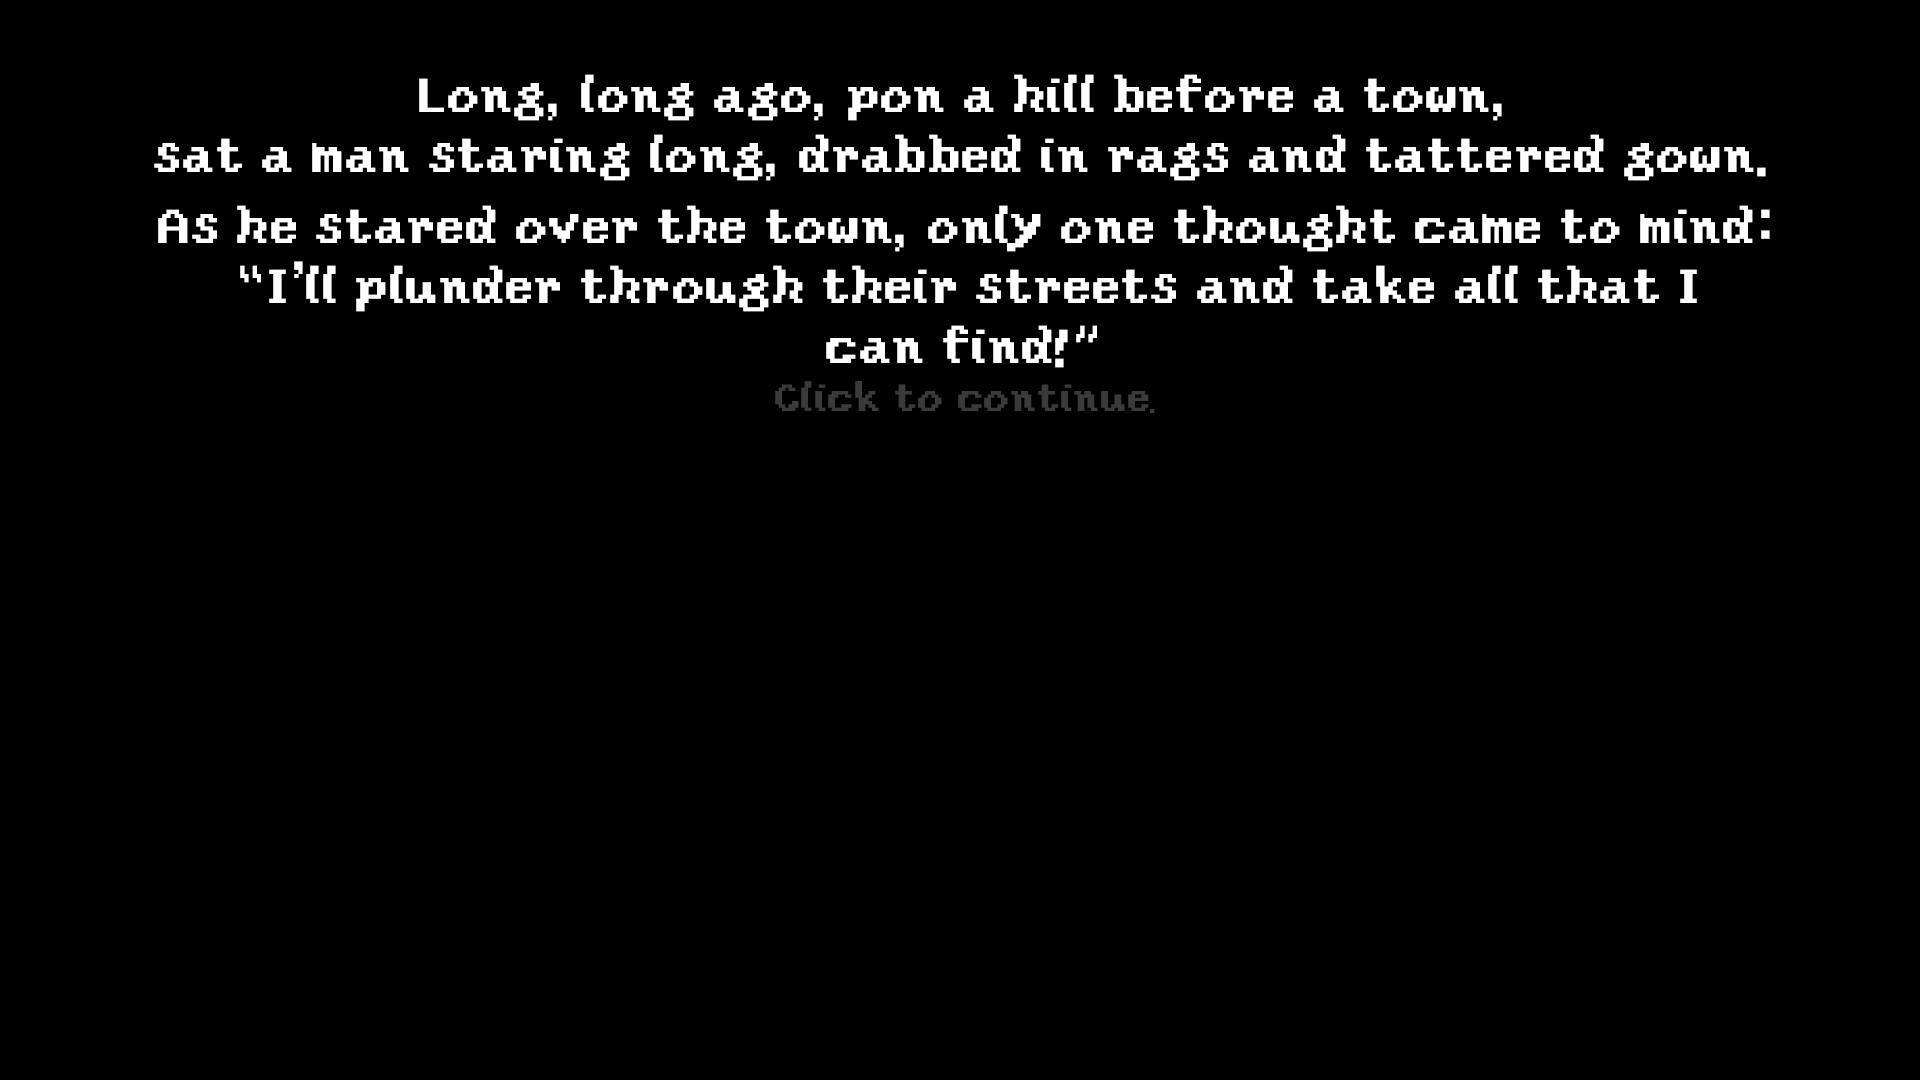 Long, long ago, pon a hill before a town,
sat a man staring long, drabbed in rags and tattered gown.
As he stared over the town, only one thought came to mind:
“I’ll plunder through their streets and take all that I
can find!”
Click to continue.